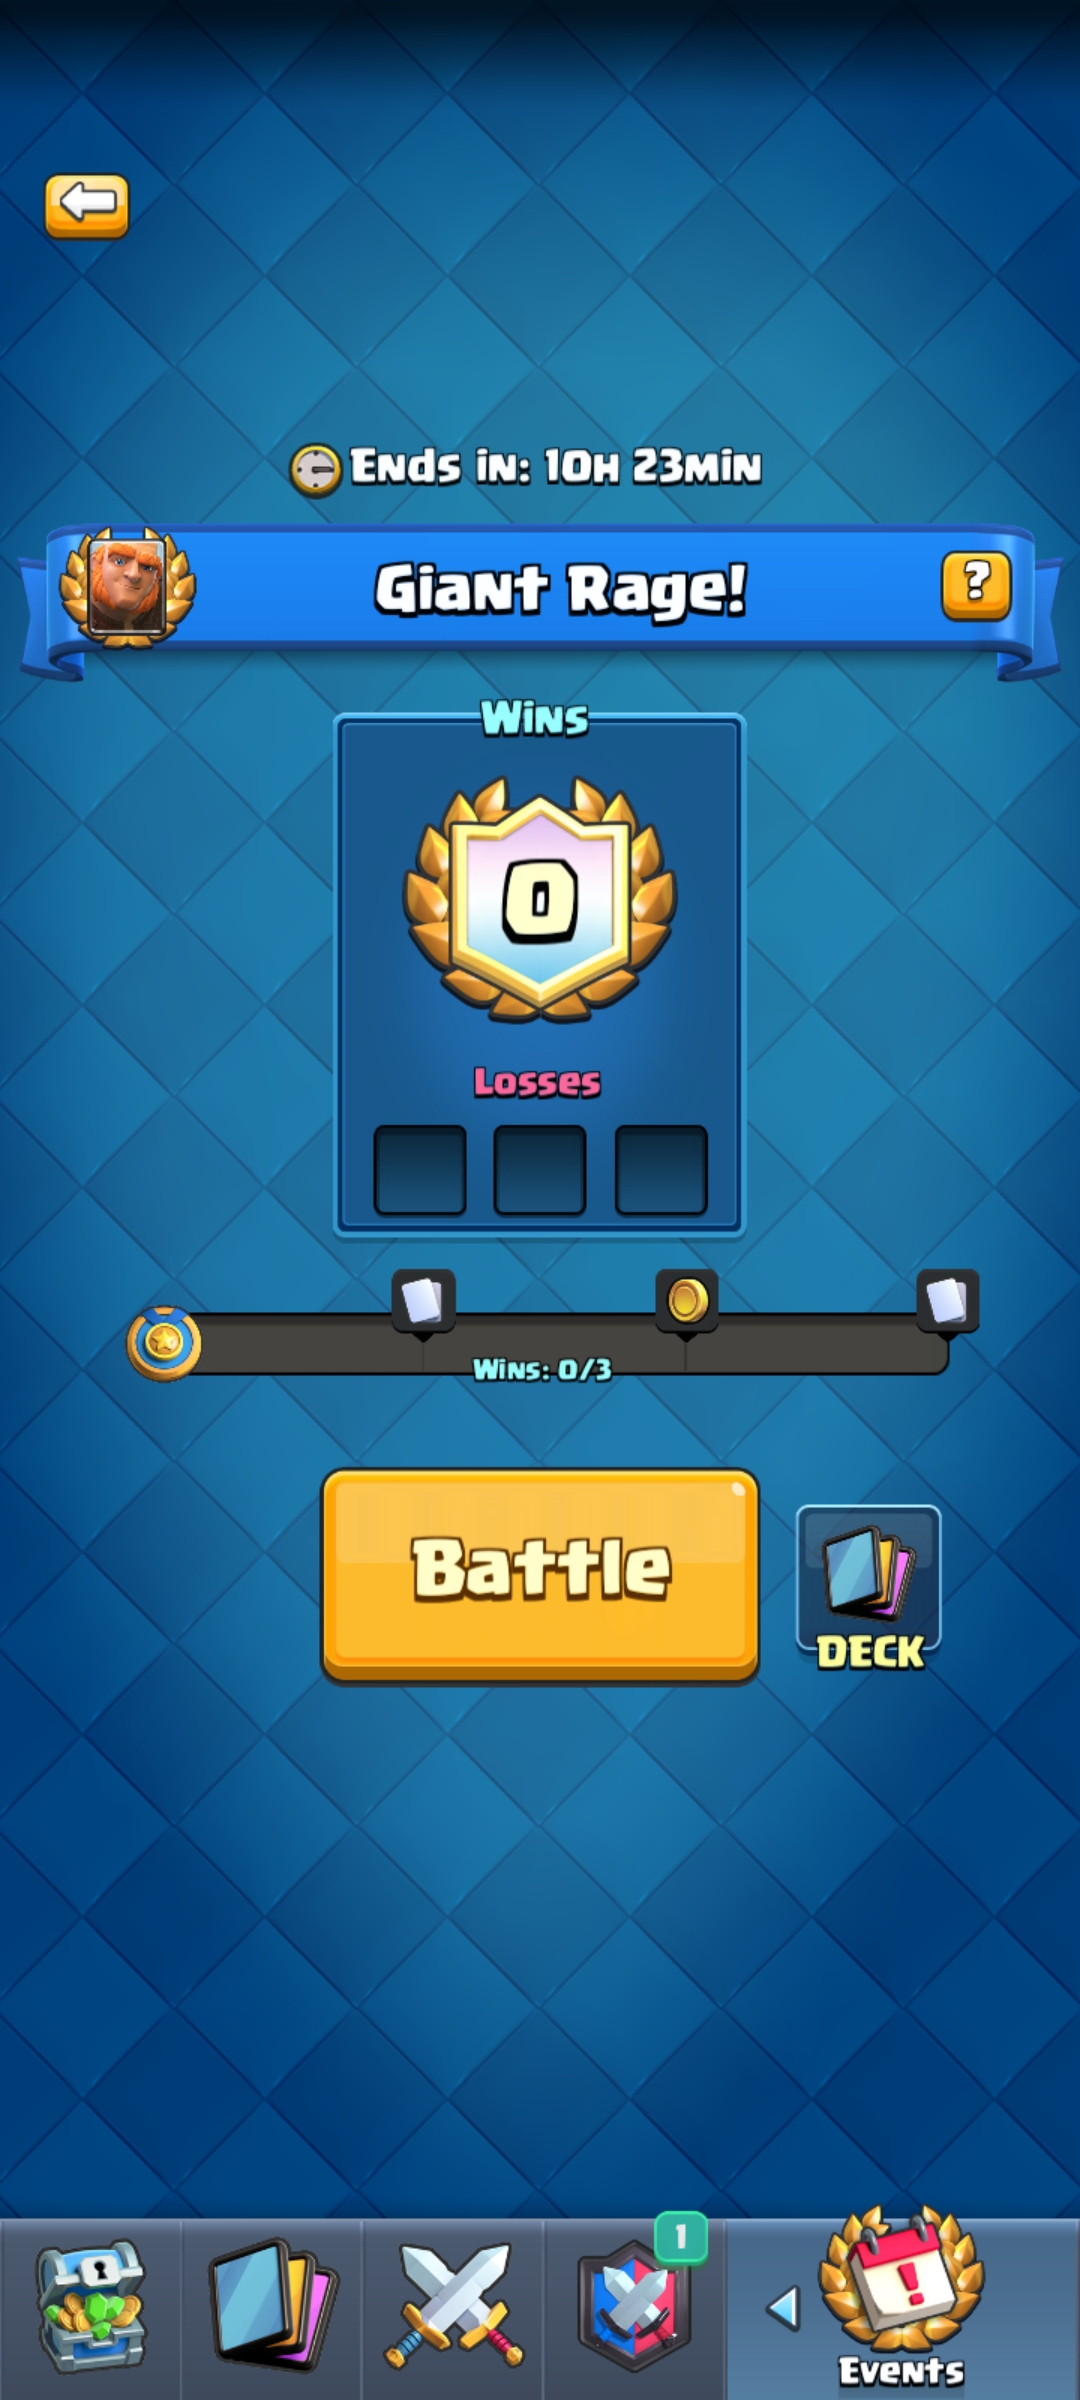 Ends in: 10h 23min
Giant Rage!
?
Wins
0
Losses
Wins: 0/3
Battle
DECK
1
!
Events